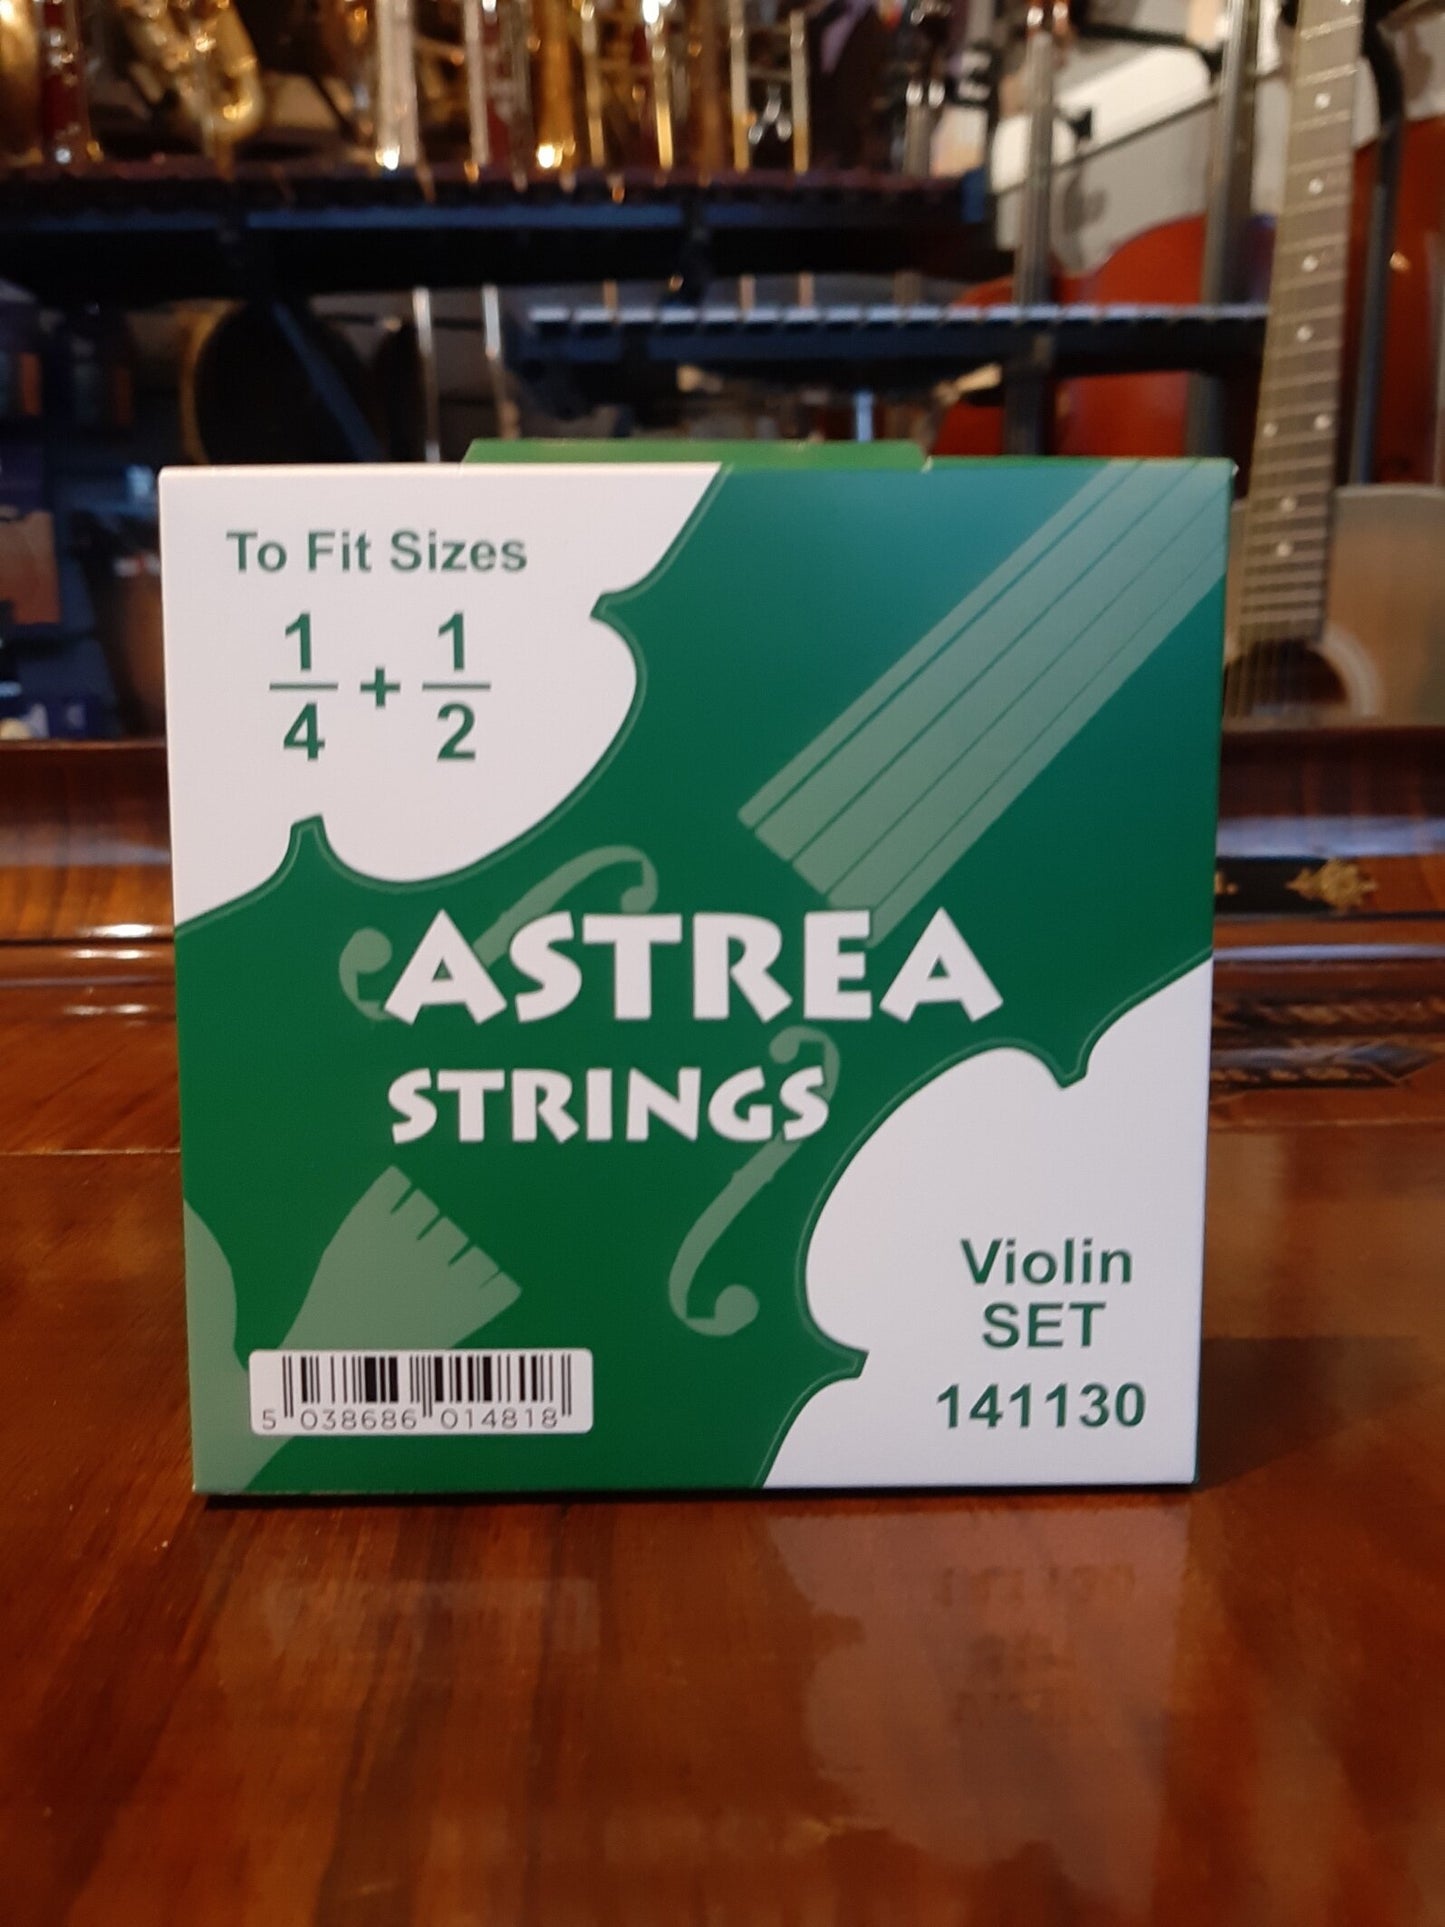 To Fit Sizes
1/4 + 1/2
ASTREA
STRINGS
Violin
SET
141130
5 038686 014818